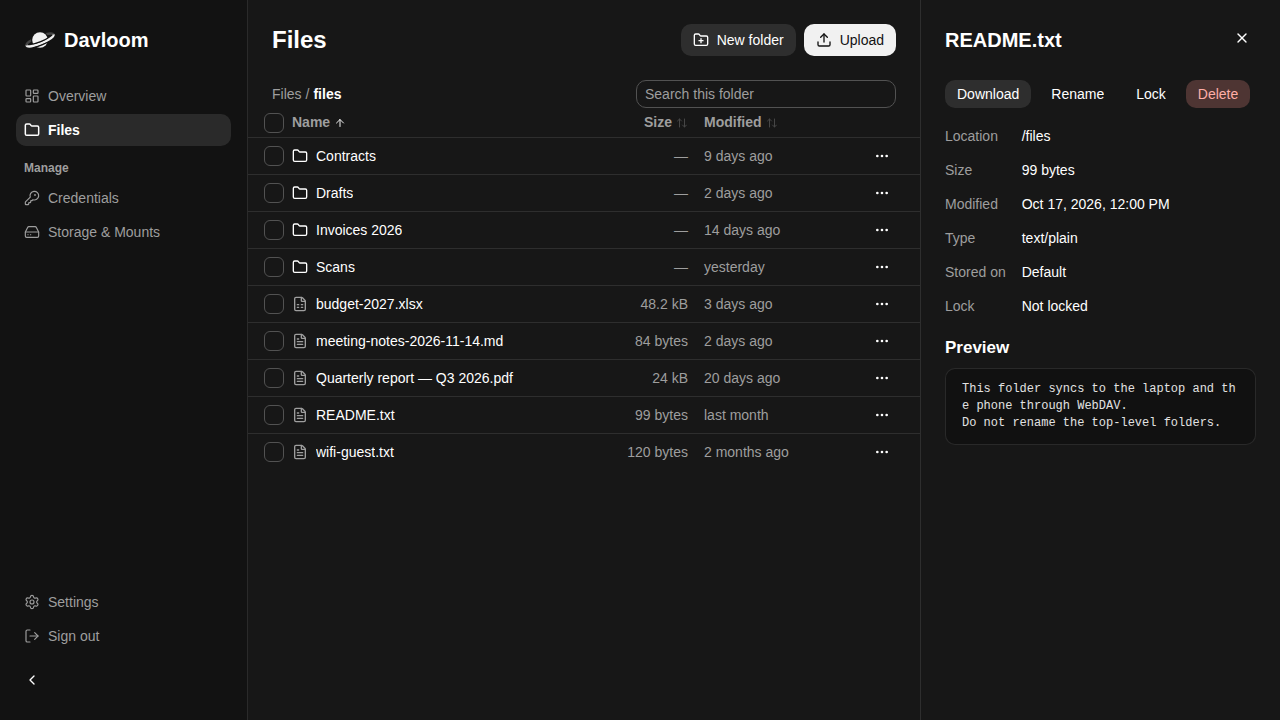 Davloom
Overview
Files
Manage
Credentials
Storage & Mounts
Settings
Sign out
Files
New folder
Upload
Files / files
Search this folder
Name Size Modified
Contracts — 9 days ago
Drafts — 2 days ago
Invoices 2026 — 14 days ago
Scans — yesterday
budget-2027.xlsx 48.2 kB 3 days ago
meeting-notes-2026-11-14.md 84 bytes 2 days ago
Quarterly report — Q3 2026.pdf 24 kB 20 days ago
README.txt 99 bytes last month
wifi-guest.txt 120 bytes 2 months ago
README.txt
Download Rename Lock Delete
Location /files
Size 99 bytes
Modified Oct 17, 2026, 12:00 PM
Type text/plain
Stored on Default
Lock Not locked
Preview
This folder syncs to the laptop and th
e phone through WebDAV.
Do not rename the top-level folders.